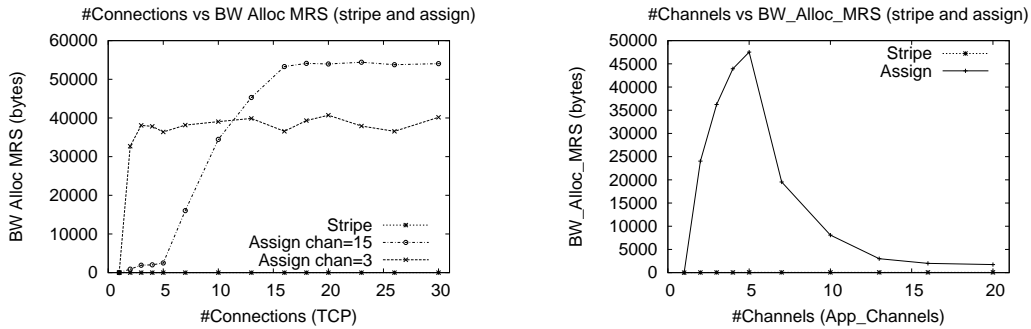 #Connections vs BW Alloc MRS (stripe and assign)
60000
50000
40000
30000
20000
10000
0
BW Alloc MRS (bytes)
Stripe
Assign chan=15
Assign chan=3
0 5 10 15 20 25 30
#Connections (TCP)
#Channels vs BW_Alloc_MRS (stripe and assign)
50000
45000
40000
35000
30000
25000
20000
15000
10000
5000
0
BW_Alloc_MRS (bytes)
Stripe
Assign
0 5 10 15 20
#Channels (App_Channels)